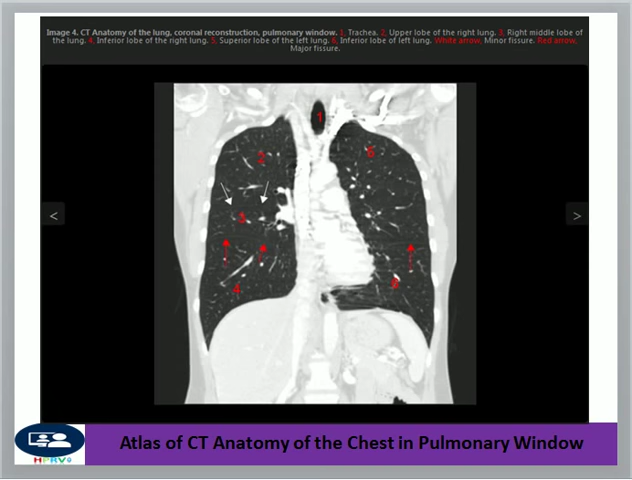 Image 4. CT Anatomy of the lung, coronal reconstruction, pulmonary window. 1, Trachea. 2, Upper lobe of the right lung. 3, Right middle lobe of
the lung. 4, Inferior lobe of the right lung. 5, Superior lobe of the left lung. 6, Inferior lobe of left lung. White arrow, Minor fissure. Red arrow,
Major fissure.
1
2
5
3
4
6
< >
HPRV
Atlas of CT Anatomy of the Chest in Pulmonary Window